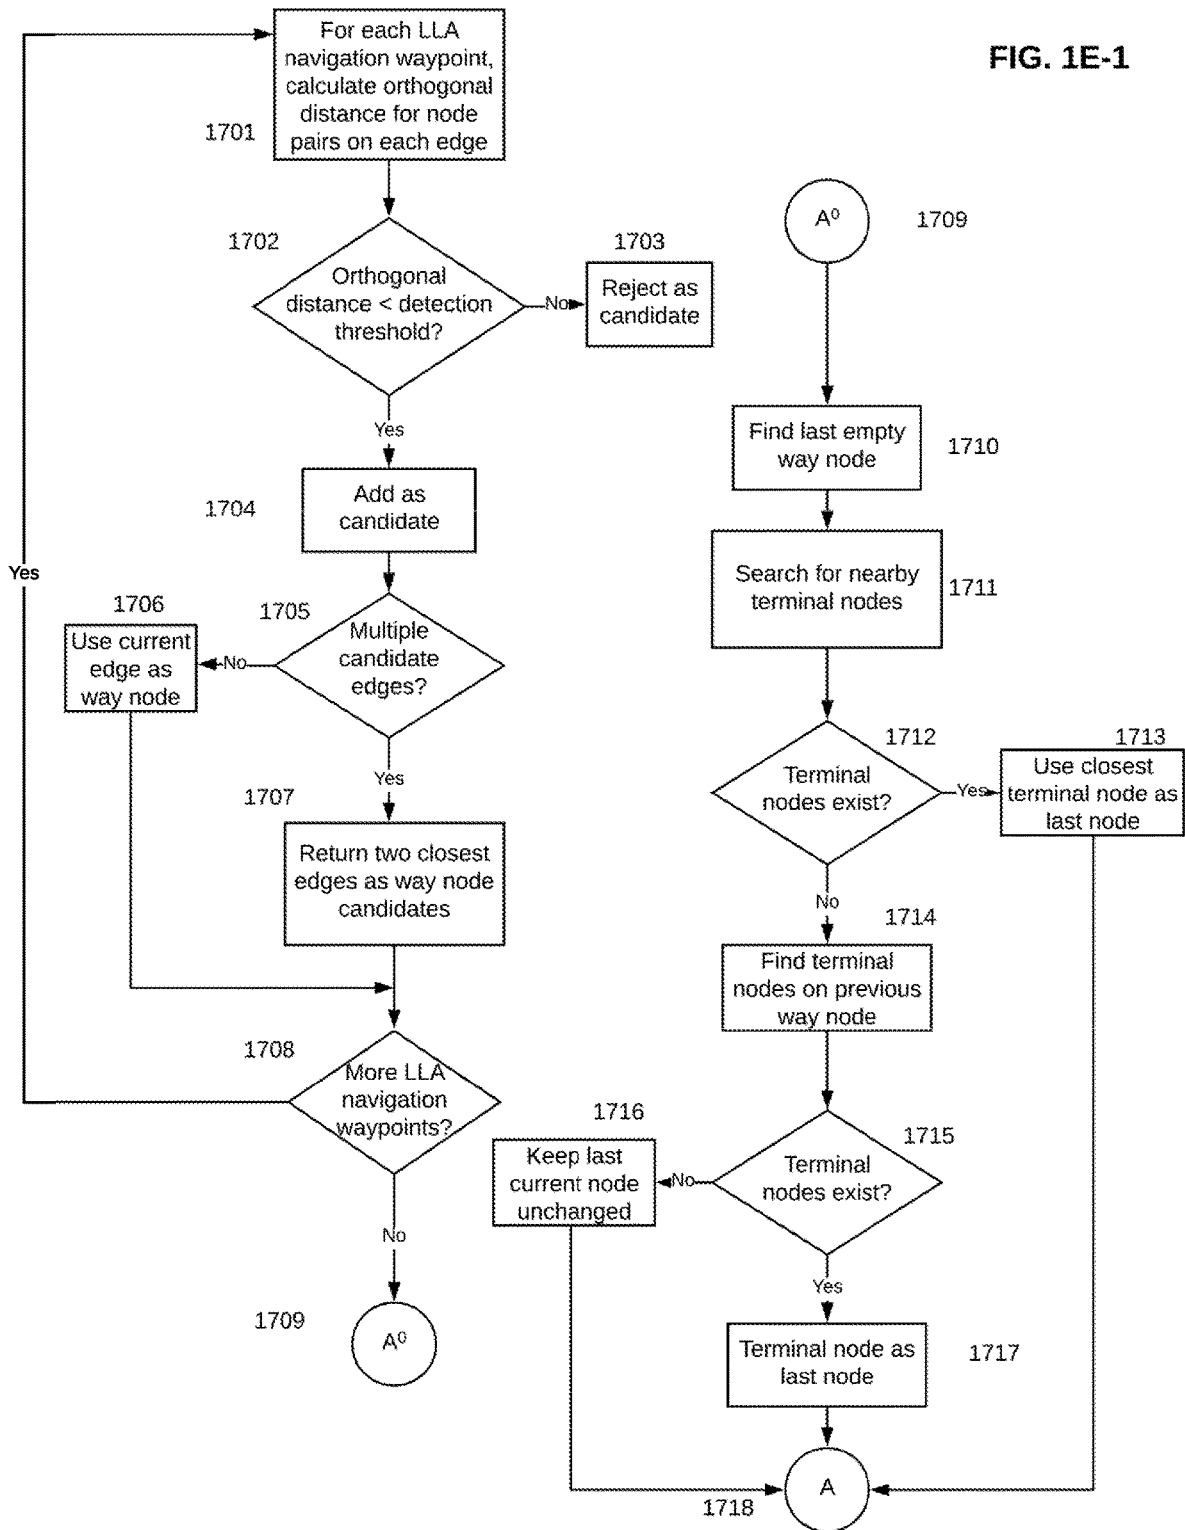 FIG. 1E-1
For each LLA
navigation waypoint,
calculate orthogonal
distance for node
pairs on each edge
1701
1702
Orthogonal
distance < detection
threshold?
No
1703
Reject as
candidate
Yes
1704
Add as
candidate
Yes
1705
Multiple
candidate
edges?
No
1706
Use current
edge as
way node
Yes
1707
Return two closest
edges as way node
candidates
1708
More LLA
navigation
waypoints?
No
1709
A⁰
A⁰
1709
Find last empty
way node
1710
Search for nearby
terminal nodes
1711
1712
Terminal
nodes exist?
Yes
1713
Use closest
terminal node as
last node
No
1714
Find terminal
nodes on previous
way node
1715
Terminal
nodes exist?
No
1716
Keep last
current node
unchanged
Yes
Terminal node as
last node
1717
A
1718